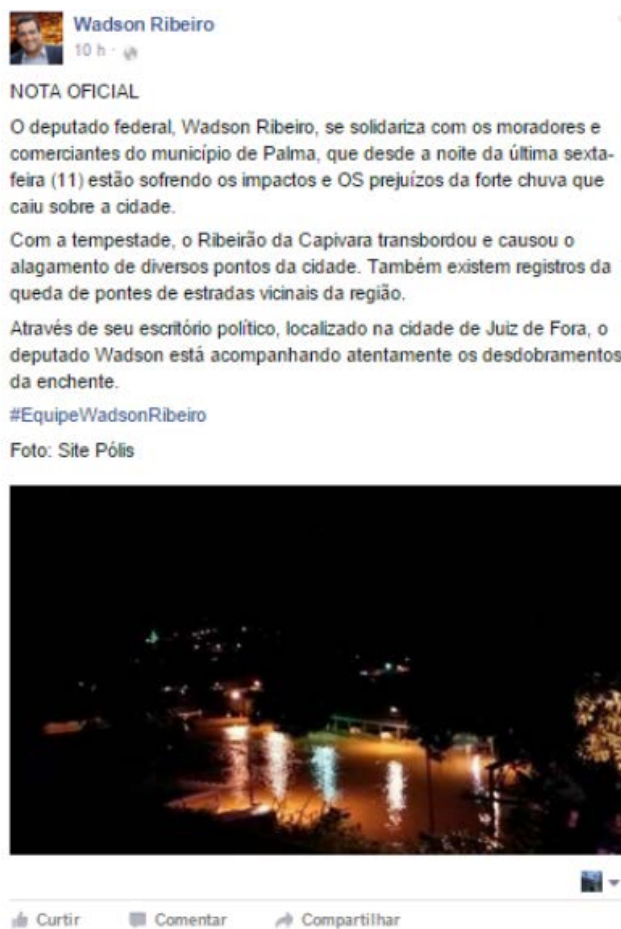 Wadson Ribeiro
10 h ·
NOTA OFICIAL
O deputado federal, Wadson Ribeiro, se solidariza com os moradores e
comerciantes do município de Palma, que desde a noite da última sexta-
feira (11) estão sofrendo os impactos e OS prejuízos da forte chuva que
caiu sobre a cidade.
Com a tempestade, o Ribeirão da Capivara transbordou e causou o
alagamento de diversos pontos da cidade. Também existem registros da
queda de pontes de estradas vicinais da região.
Através de seu escritório político, localizado na cidade de Juiz de Fora, o
deputado Wadson está acompanhando atentamente os desdobramentos
da enchente.
#EquipeWadsonRibeiro
Foto: Site Pólis
Curtir Comentar Compartilhar